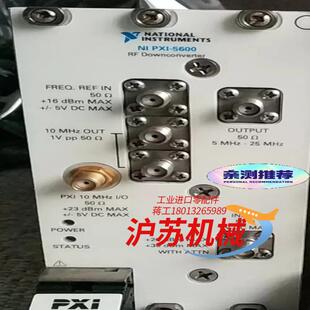 NATIONAL
INSTRUMENTS
NI PXI-5600
RF Downconverter
FREQ REF IN
50 Ω
+16 dBm MAX
+/- 5V DC MAX
10 MHz OUT
1V pp 50 Ω
OUTPUT
50 Ω
5 MHz - 25 MHz
PXI 10 MHz I/O
50 Ω
+23 dBm MAX
+/- 5V DC MAX
POWER
STATUS
WITH ATTN
亲测推荐
工业进口零配件
蒋工18013265989
沪苏机械
PXI